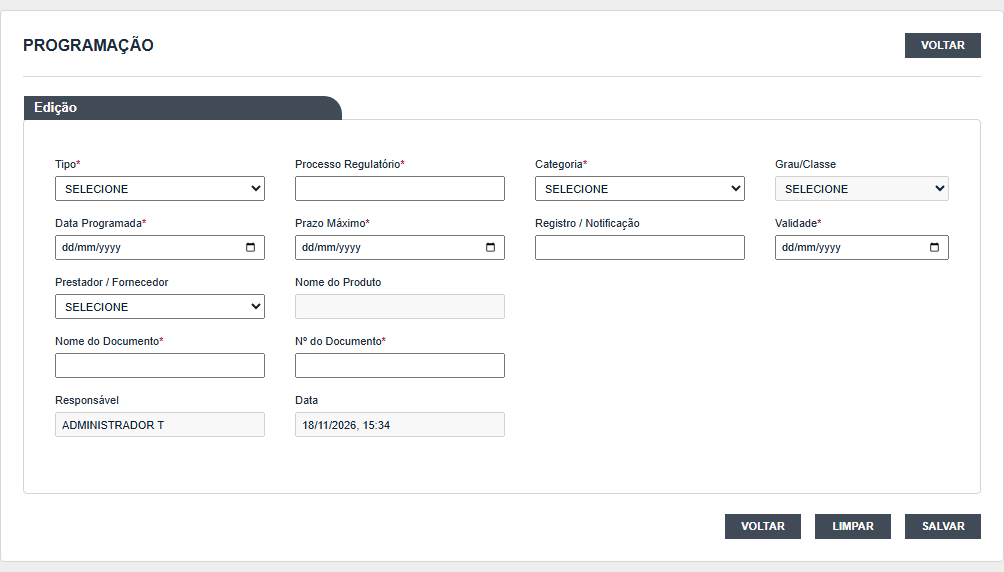 PROGRAMAÇÃO VOLTAR
Edição
Tipo* Processo Regulatório* Categoria* Grau/Classe
SELECIONE SELECIONE SELECIONE
Data Programada* Prazo Máximo* Registro / Notificação Validade*
dd/mm/yyyy dd/mm/yyyy dd/mm/yyyy
Prestador / Fornecedor Nome do Produto
SELECIONE
Nome do Documento* Nº do Documento*
Responsável Data
ADMINISTRADOR T 18/11/2026, 15:34
VOLTAR LIMPAR SALVAR